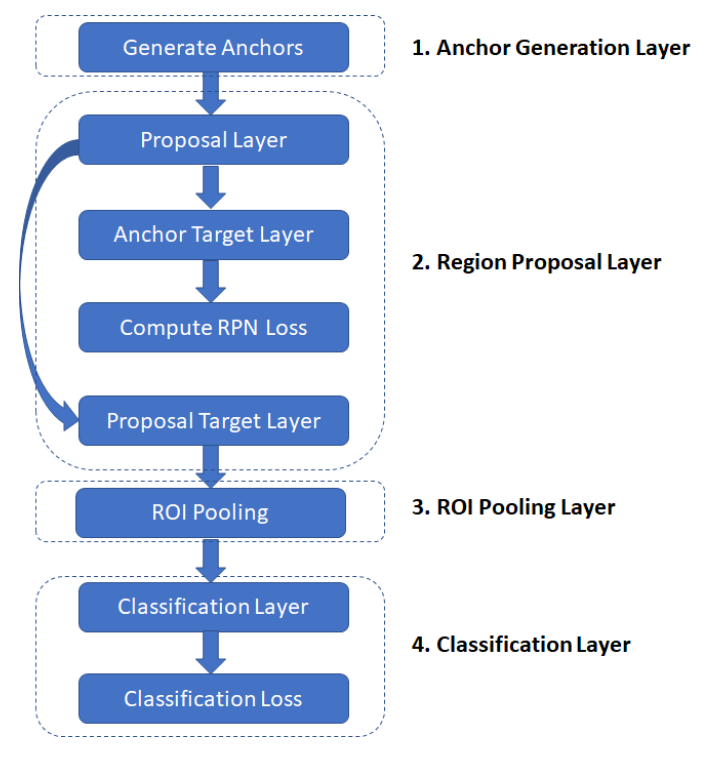 Generate Anchors
1. Anchor Generation Layer
Proposal Layer
Anchor Target Layer
2. Region Proposal Layer
Compute RPN Loss
Proposal Target Layer
ROI Pooling
3. ROI Pooling Layer
Classification Layer
4. Classification Layer
Classification Loss